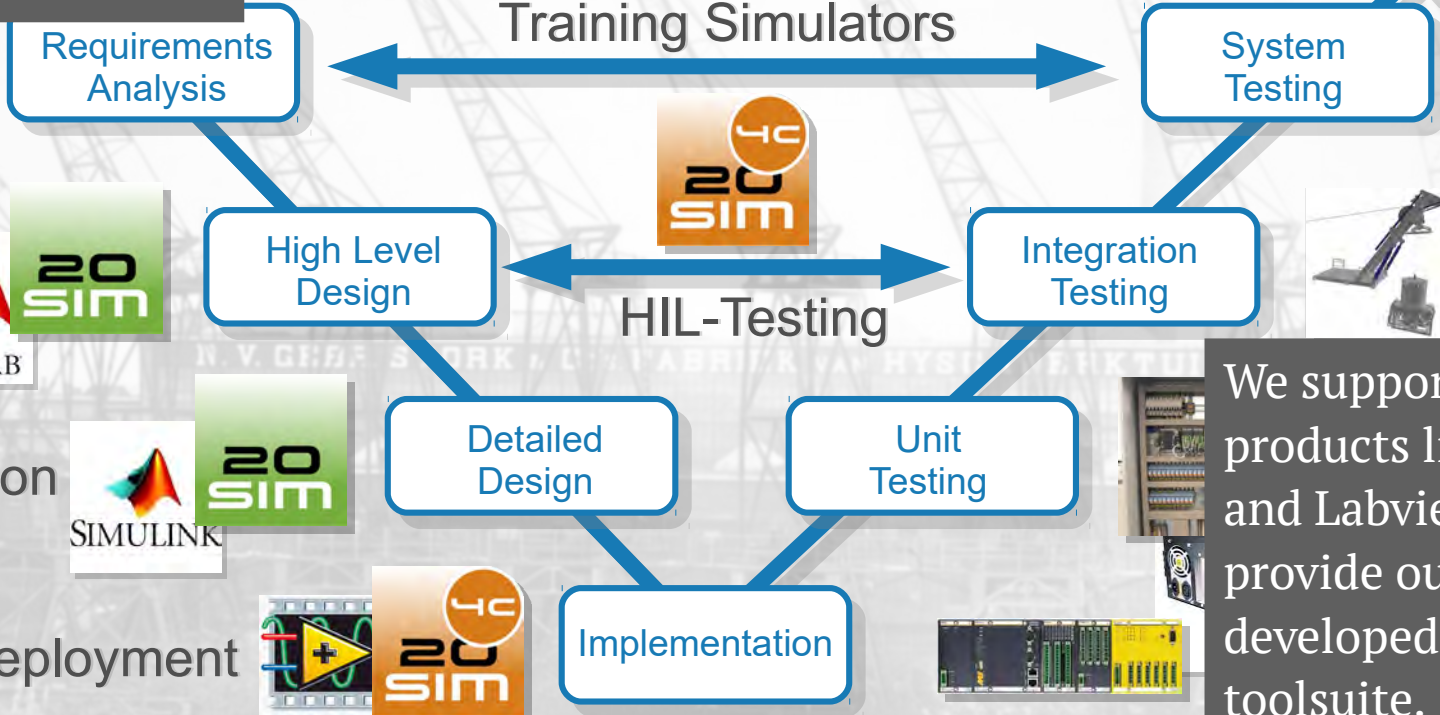 Training Simulators
Requirements
Analysis
System
Testing
4C
20
SIM
20
SIM
High Level
Design
Integration
Testing
HIL-Testing
We suppor
products li
and Labvie
provide ou
developed
toolsuite.
Detailed
Design
Unit
Testing
on
SIMULINK
20
SIM
eployment
4C
20
SIM
Implementation